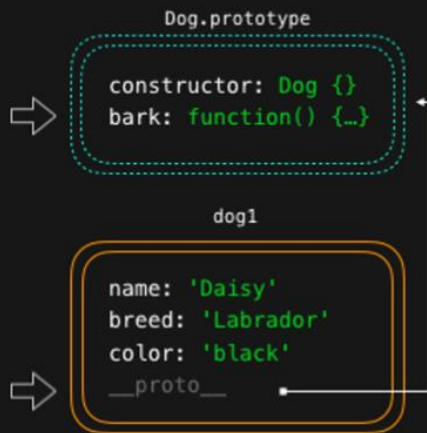 Dog.prototype
constructor: Dog {}
bark: function() {…}
dog1
name: 'Daisy'
breed: 'Labrador'
color: 'black'
__proto__